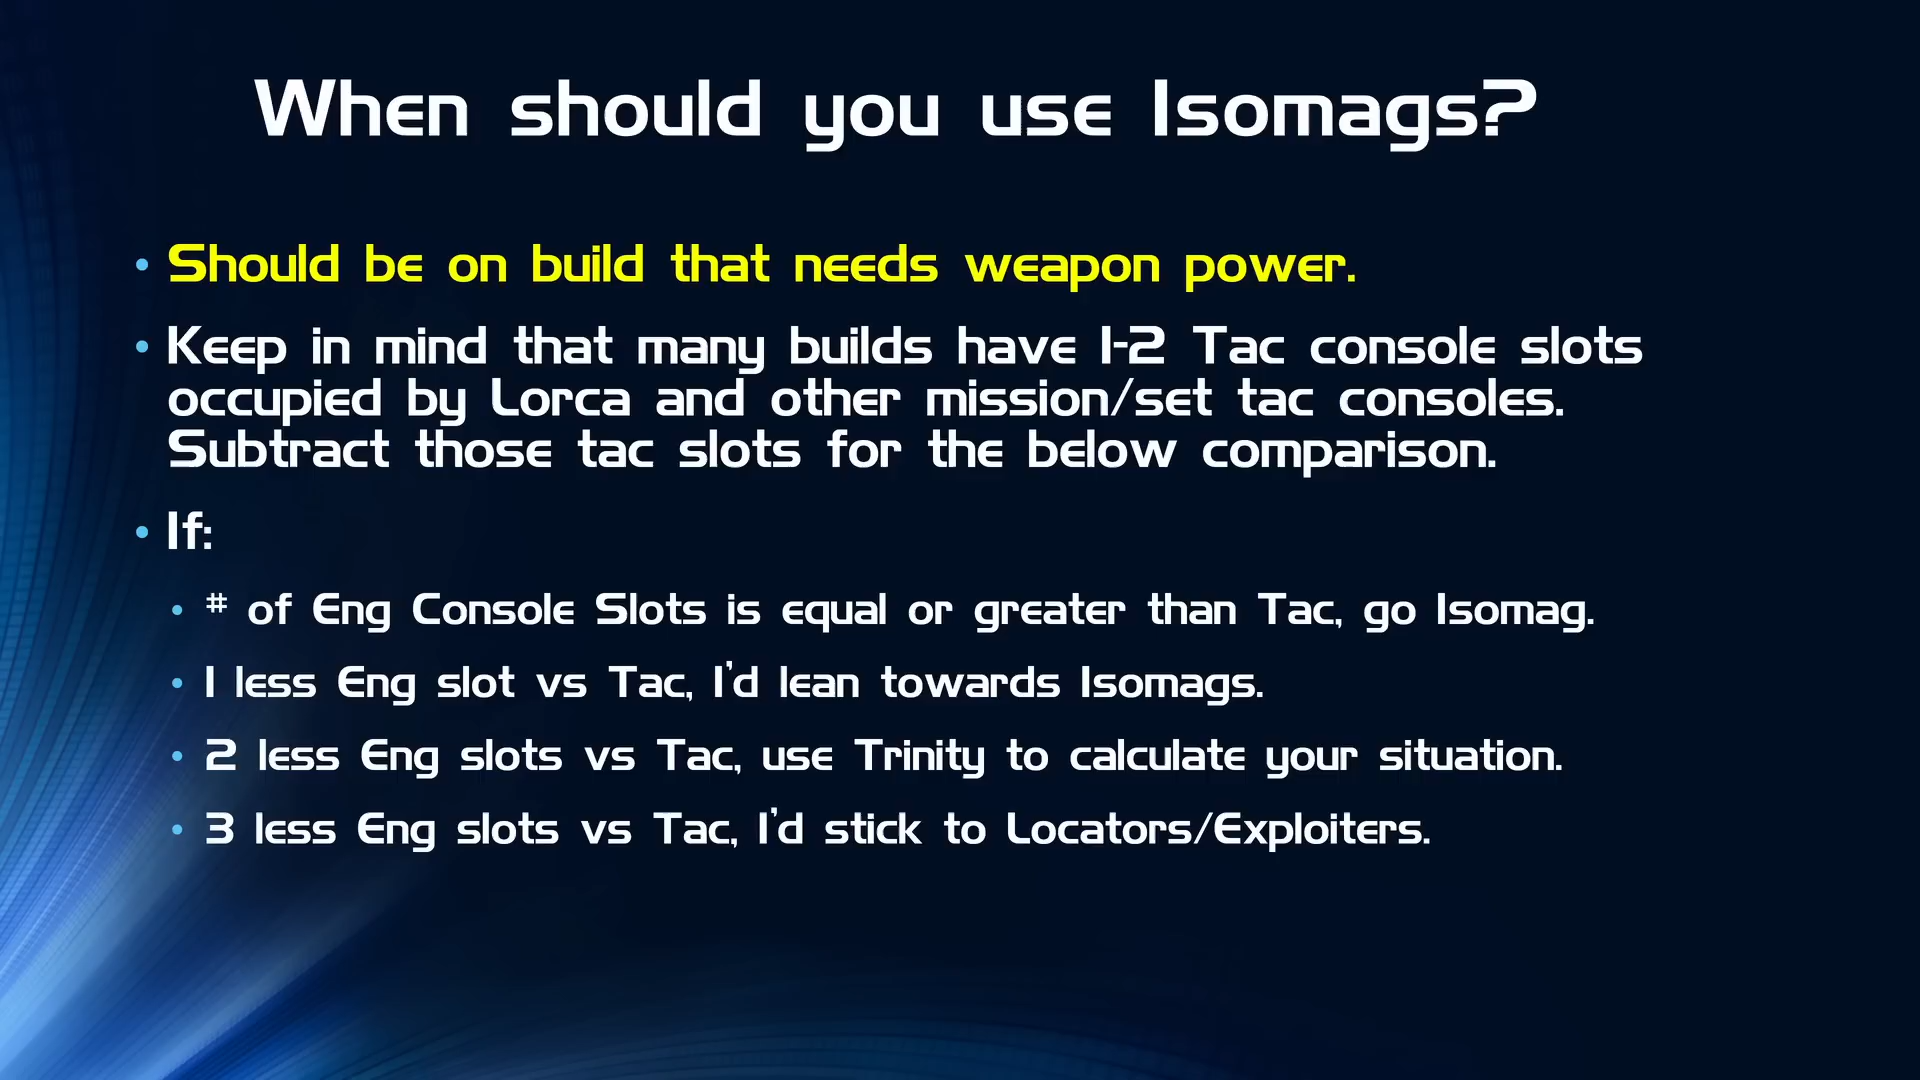 When should you use Isomags?
• Should be on build that needs weapon power.
• Keep in mind that many builds have 1-2 Tac console slots
occupied by Lorca and other mission/set tac consoles.
Subtract those tac slots for the below comparison.
• If:
• # of Eng Console Slots is equal or greater than Tac, go Isomag.
• 1 less Eng slot vs Tac, I'd lean towards Isomags.
• 2 less Eng slots vs Tac, use Trinity to calculate your situation.
• 3 less Eng slots vs Tac, I'd stick to Locators/Exploiters.